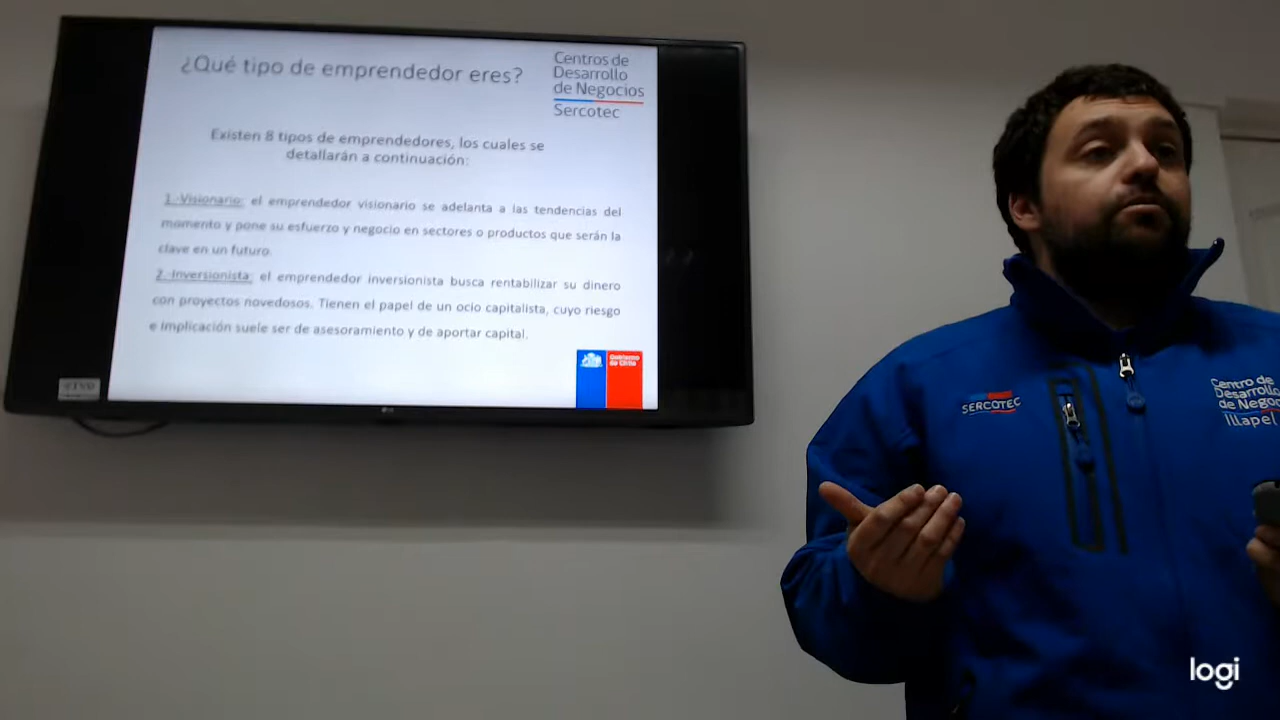 ¿Qué tipo de emprendedor eres?
Centros de
Desarrollo
de Negocios
Sercotec
Existen 8 tipos de emprendedores, los cuales se
detallarán a continuación:
1.-Visionario: el emprendedor visionario se adelanta a las tendencias del
momento y pone su esfuerzo y negocio en sectores o productos que serán la
clave en un futuro.
2.-Inversionista: el emprendedor inversionista busca rentabilizar su dinero
con proyectos novedosos. Tienen el papel de un ocio capitalista, cuyo riesgo
e implicación suele ser de asesoramiento y de aportar capital.
Gobierno
de Chile
LG
SERCOTEC
Centro de
Desarrollo
de Negoc
Illapel
logi